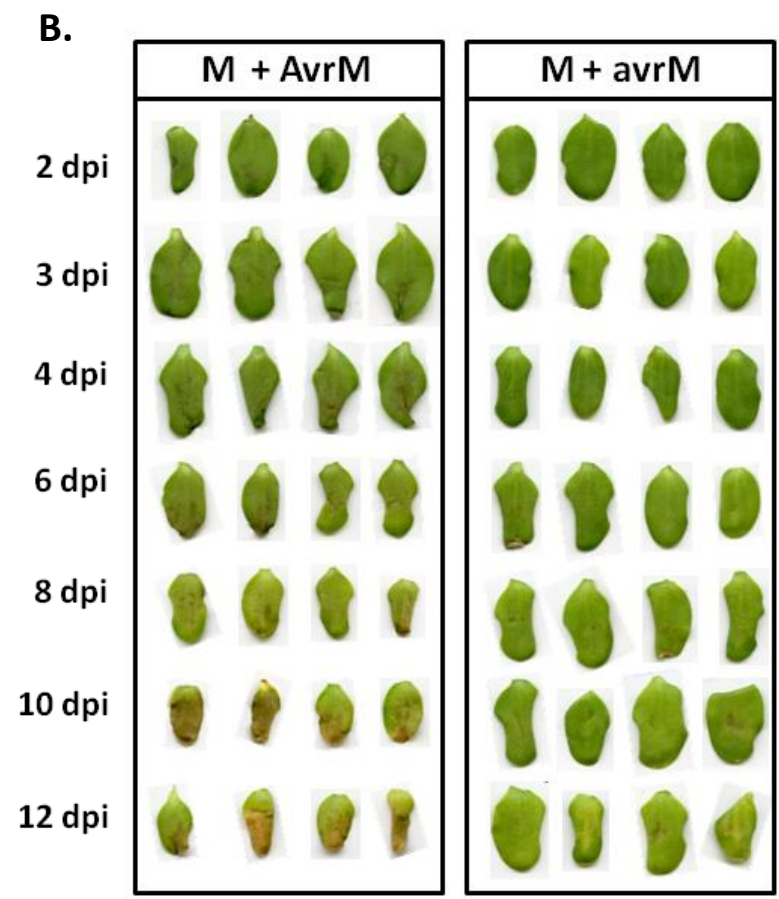 B.
M + AvrM
M + avrM
2 dpi
3 dpi
4 dpi
6 dpi
8 dpi
10 dpi
12 dpi